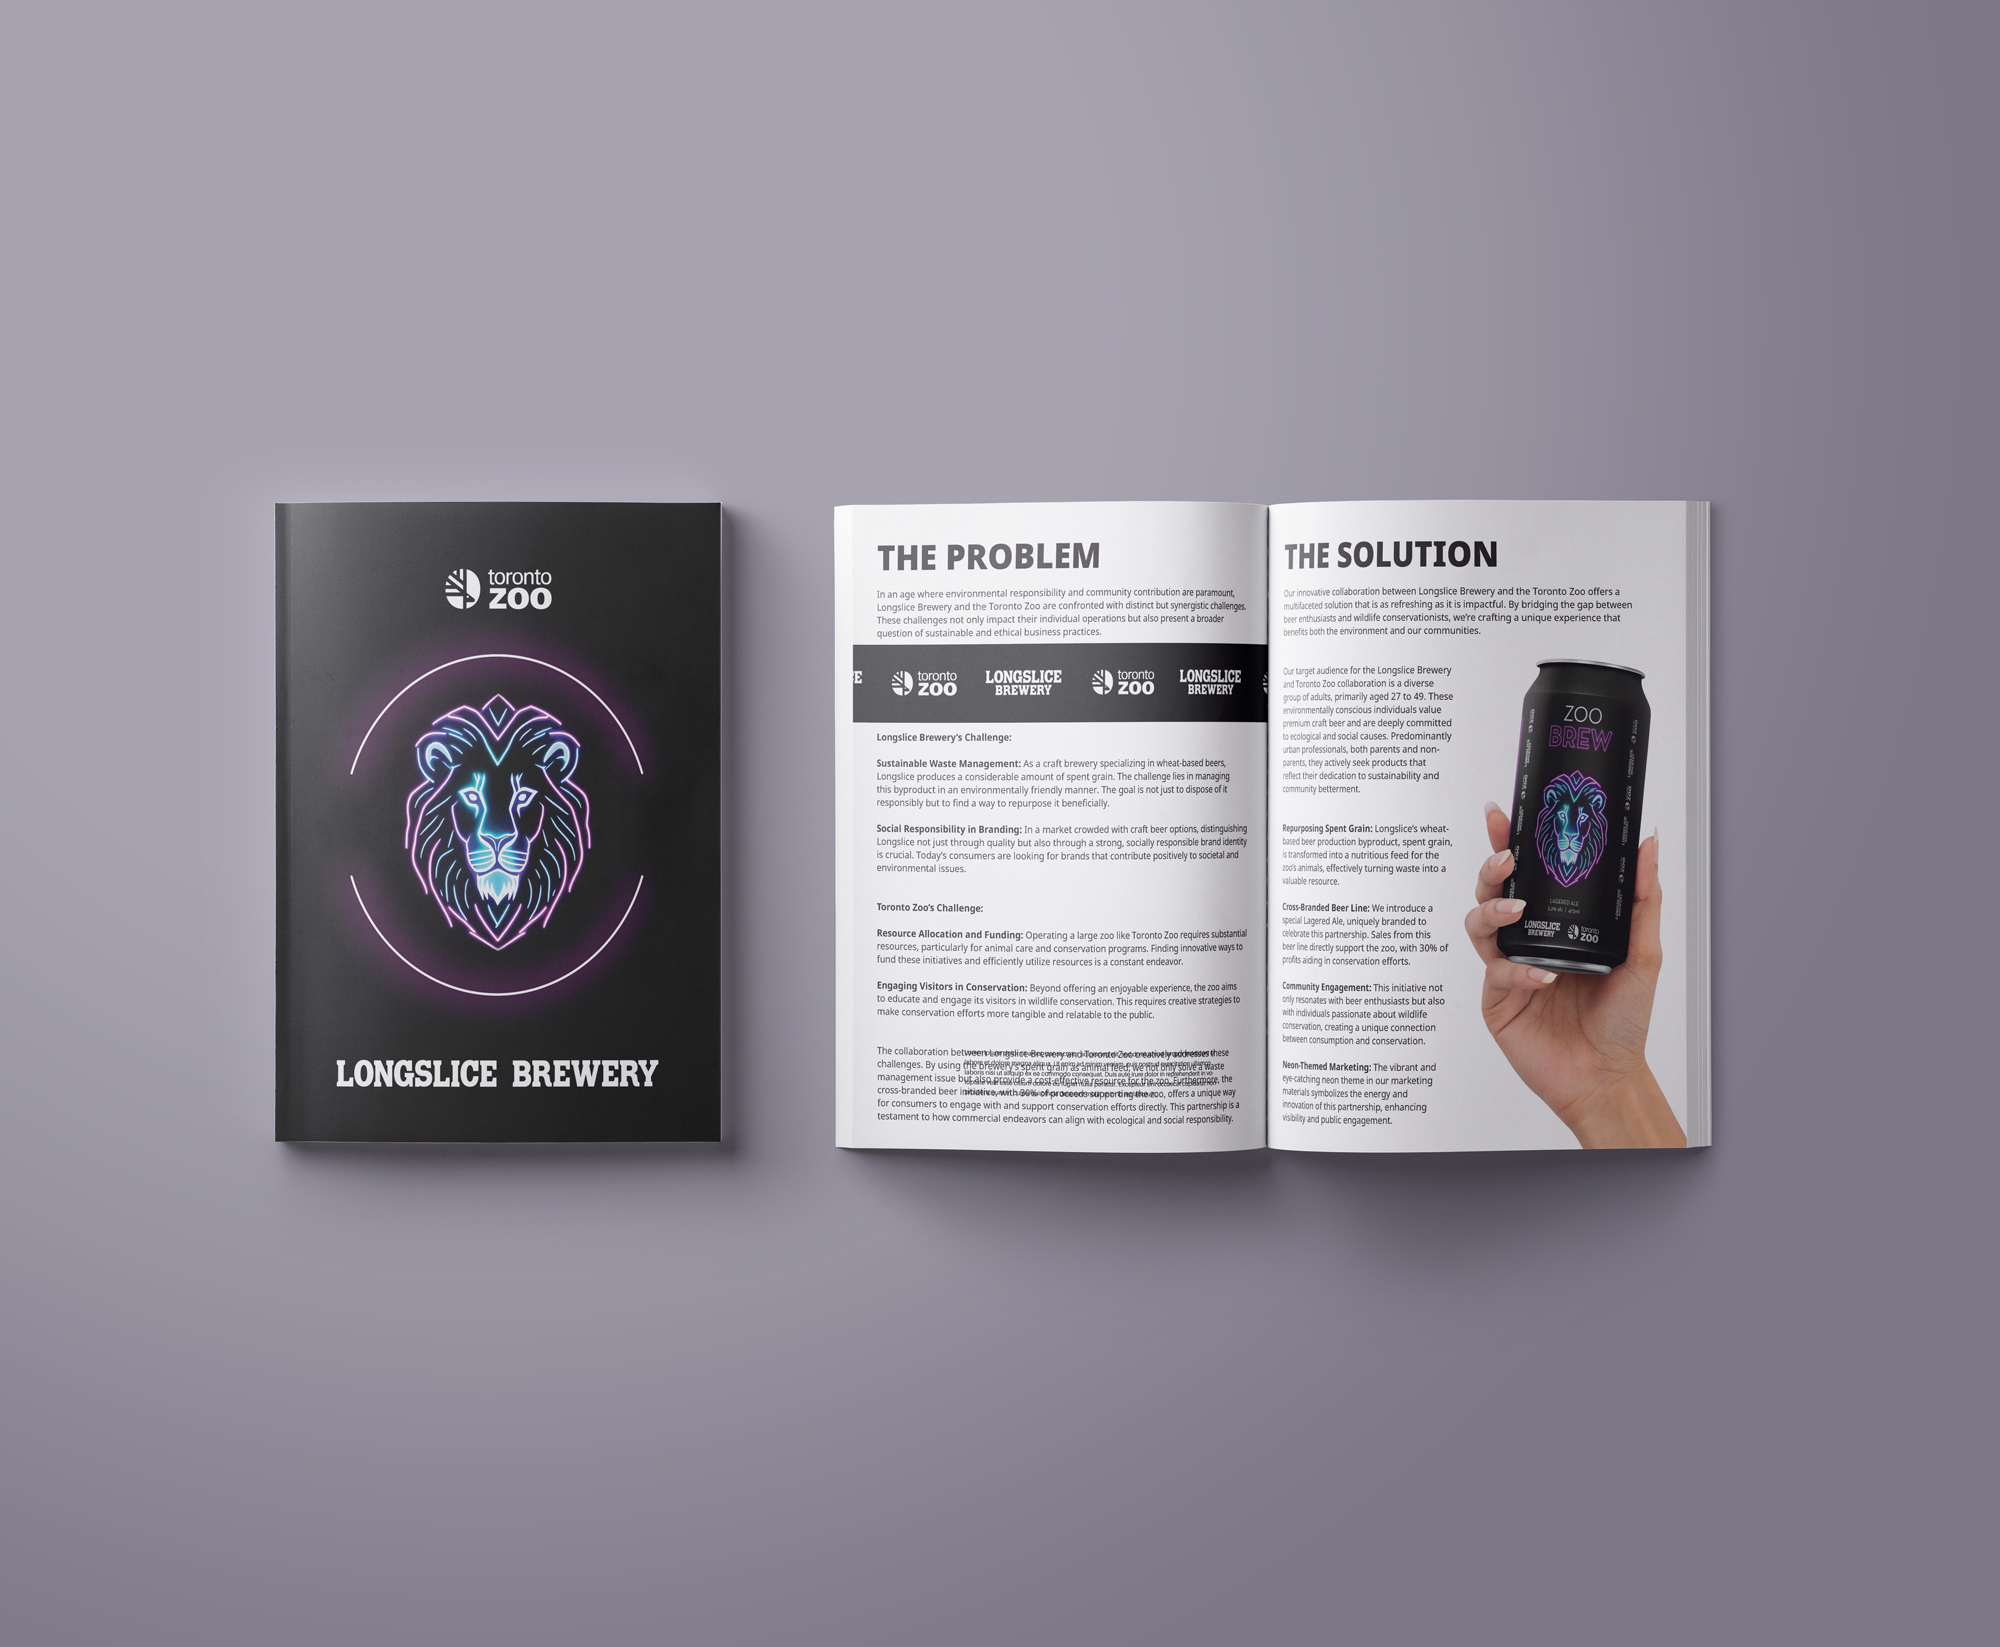 toronto
ZOO
LONGSLICE BREWERY
THE PROBLEM
In an age where environmental responsibility and community contribution are paramount,
Longslice Brewery and the Toronto Zoo are confronted with distinct but synergistic challenges.
These challenges not only impact their individual operations but also present a broader
question of sustainable and ethical business practices.
E toronto ZOO LONGSLICE BREWERY toronto ZOO LONGSLICE BREWERY
Longslice Brewery's Challenge:
Sustainable Waste Management: As a craft brewery specializing in wheat-based beers,
Longslice produces a considerable amount of spent grain. The challenge lies in managing
this byproduct in an environmentally friendly manner. The goal is not just to dispose of it
responsibly but to find a way to repurpose it beneficially.
Social Responsibility in Branding: In a market crowded with craft beer options, distinguishing
Longslice not just through quality but also through a strong, socially responsible brand identity
is crucial. Today's consumers are looking for brands that contribute positively to societal and
environmental issues.
Toronto Zoo's Challenge:
Resource Allocation and Funding: Operating a large zoo like Toronto Zoo requires substantial
resources, particularly for animal care and conservation programs. Finding innovative ways to
fund these initiatives and efficiently utilize resources is a constant endeavor.
Engaging Visitors in Conservation: Beyond offering an enjoyable experience, the zoo aims
to educate and engage its visitors in wildlife conservation. This requires creative strategies to
make conservation efforts more tangible and relatable to the public.
The collaboration between Longslice Brewery and Toronto Zoo creatively addresses these
challenges. By using the brewery's spent grain as animal feed, we not only solve a waste
management issue but also provide a cost-effective resource for the zoo. Furthermore, the
cross-branded beer initiative, with 30% of proceeds supporting the zoo, offers a unique way
for consumers to engage with and support conservation efforts directly. This partnership is a
testament to how commercial endeavors can align with ecological and social responsibility.
THE SOLUTION
Our innovative collaboration between Longslice Brewery and the Toronto Zoo offers a
multifaceted solution that is as refreshing as it is impactful. By bridging the gap between
beer enthusiasts and wildlife conservationists, we're crafting a unique experience that
benefits both the environment and our communities.
Our target audience for the Longslice Brewery
and Toronto Zoo collaboration is a diverse
group of adults, primarily aged 27 to 49. These
environmentally conscious individuals value
premium craft beer and are deeply committed
to ecological and social causes. Predominantly
urban professionals, both parents and non-
parents, they actively seek products that
reflect their dedication to sustainability and
community betterment.
Repurposing Spent Grain: Longslice's wheat-
based beer production byproduct, spent grain,
is transformed into a nutritious feed for the
zoo's animals, effectively turning waste into a
valuable resource.
Cross-Branded Beer Line: We introduce a
special Lagered Ale, uniquely branded to
celebrate this partnership. Sales from this
beer line directly support the zoo, with 30% of
profits aiding in conservation efforts.
Community Engagement: This initiative not
only resonates with beer enthusiasts but also
with individuals passionate about wildlife
conservation, creating a unique connection
between consumption and conservation.
Neon-Themed Marketing: The vibrant and
eye-catching neon theme in our marketing
materials symbolizes the energy and
innovation of this partnership, enhancing
visibility and public engagement.
ZOO
BREW
LAGERED ALE
LONGSLICE BREWERY toronto ZOO